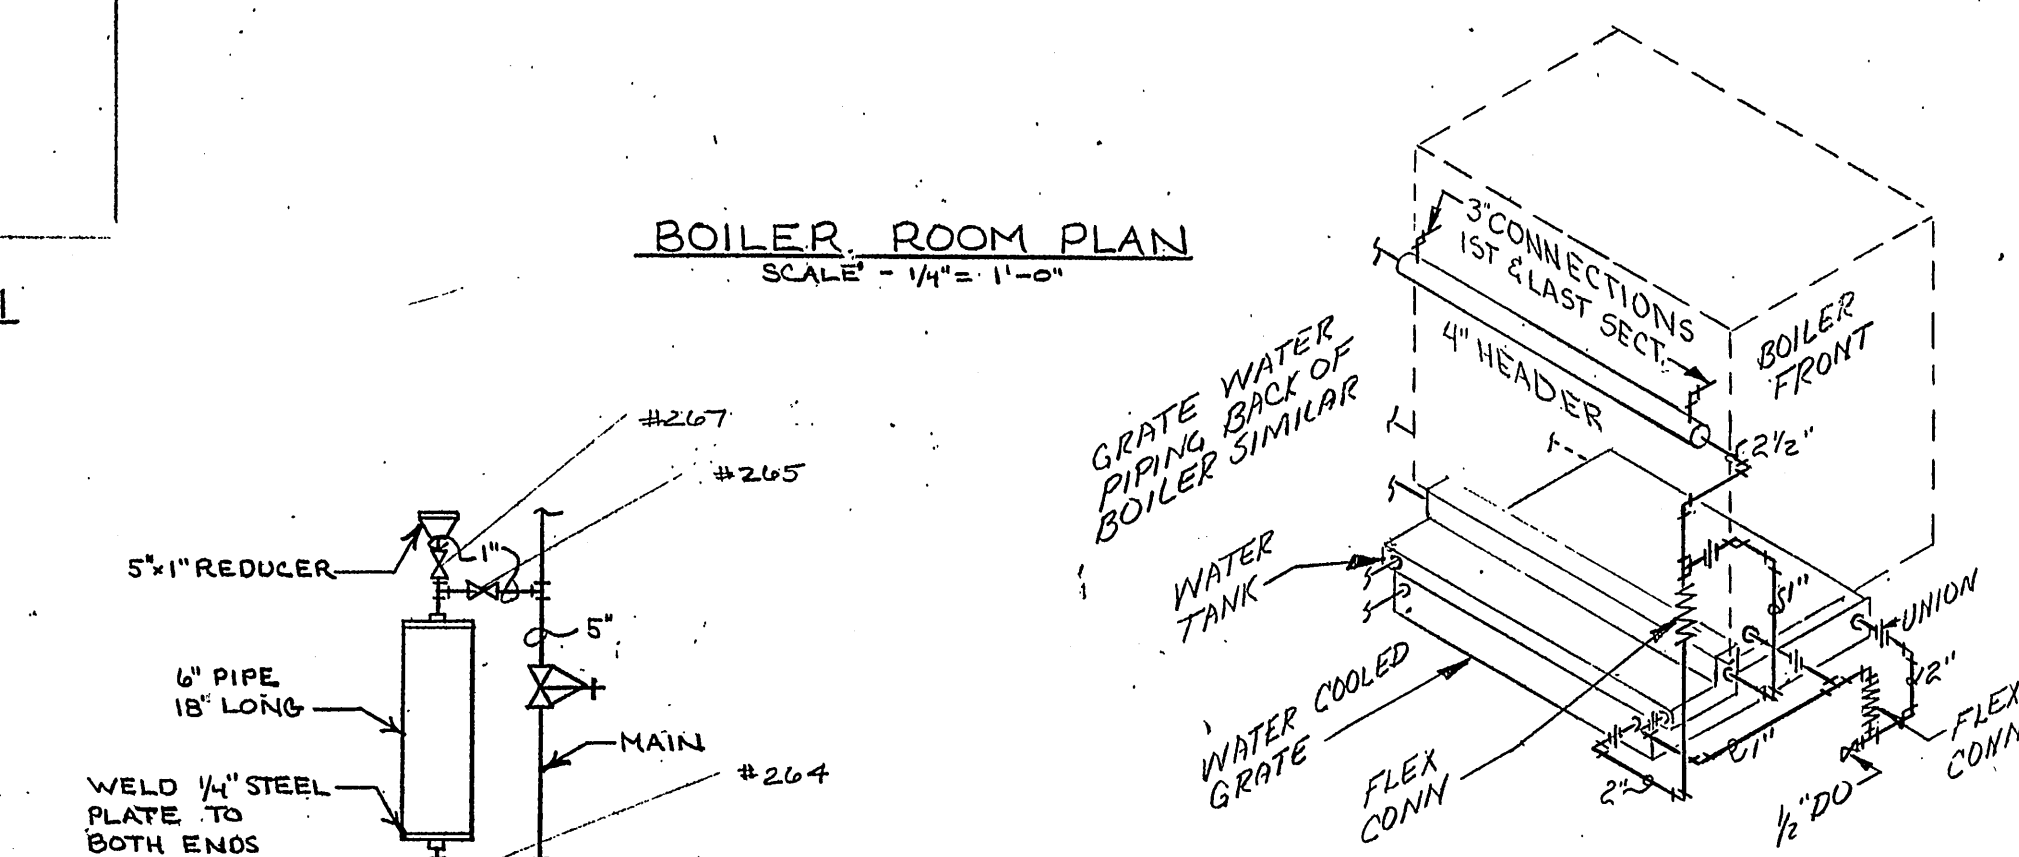 BOILER ROOM PLAN
SCALE - 1/4" = 1'-0"
#267
#265
5"x1" REDUCER
1"
5"
6" PIPE
18" LONG
MAIN
#264
WELD 1/4" STEEL
PLATE TO
BOTH ENDS
3" CONNECTIONS
1ST & LAST SECT.
4" HEADER
BOILER
FRONT
2 1/2"
GRATE WATER
PIPING BACK OF
BOILER SIMILAR
WATER
TANK
1"
UNION
2"
WATER COOLED
GRATE
FLEX
CONN
1"
2"
FLEX
CONN
1/2" DO